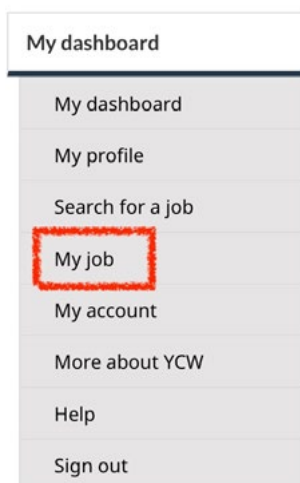 My dashboard
My dashboard
My profile
Search for a job
My job
My account
More about YCW
Help
Sign out